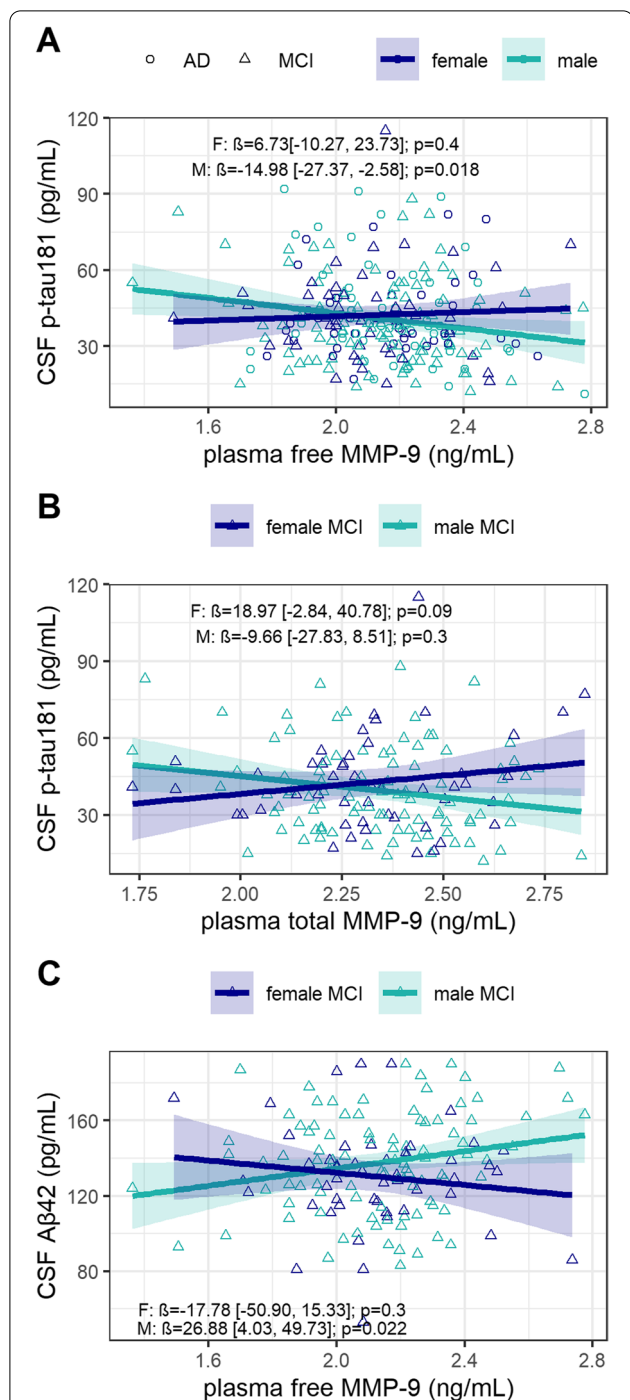 A
AD MCI female male
F: ß=6.73[-10.27, 23.73]; p=0.4
M: ß=-14.98 [-27.37, -2.58]; p=0.018
120
90
60
30
CSF p-tau181 (pg/mL)
1.6 2.0 2.4 2.8
plasma free MMP-9 (ng/mL)
B
female MCI male MCI
F: ß=18.97 [-2.84, 40.78]; p=0.09
M: ß=-9.66 [-27.83, 8.51]; p=0.3
120
90
60
30
CSF p-tau181 (pg/mL)
1.75 2.00 2.25 2.50 2.75
plasma total MMP-9 (ng/mL)
C
female MCI male MCI
160
120
80
CSF Aβ42 (pg/mL)
F: ß=-17.78 [-50.90, 15.33]; p=0.3
M: ß=26.88 [4.03, 49.73]; p=0.022
1.6 2.0 2.4 2.8
plasma free MMP-9 (ng/mL)